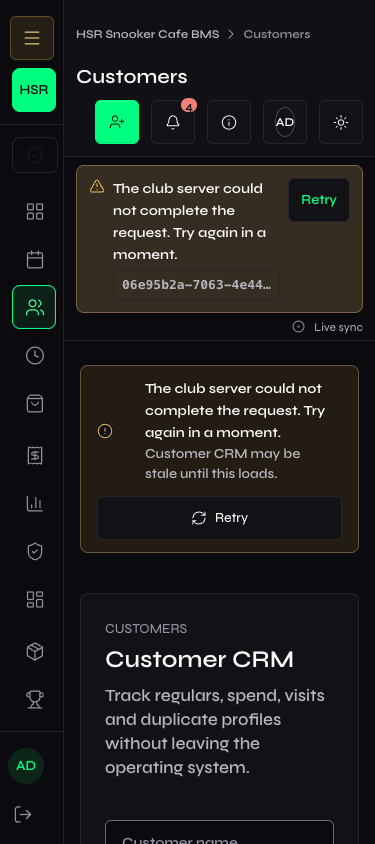 HSR Snooker Cafe BMS > Customers
HSR
Customers
4
AD
The club server could
not complete the
request. Try again in a
moment.
Retry
06e95b2a-7063-4e44…
Live sync
The club server could not
complete the request. Try
again in a moment.
Customer CRM may be
stale until this loads.
Retry
CUSTOMERS
Customer CRM
Track regulars, spend, visits
and duplicate profiles
without leaving the
operating system.
AD
Customer name